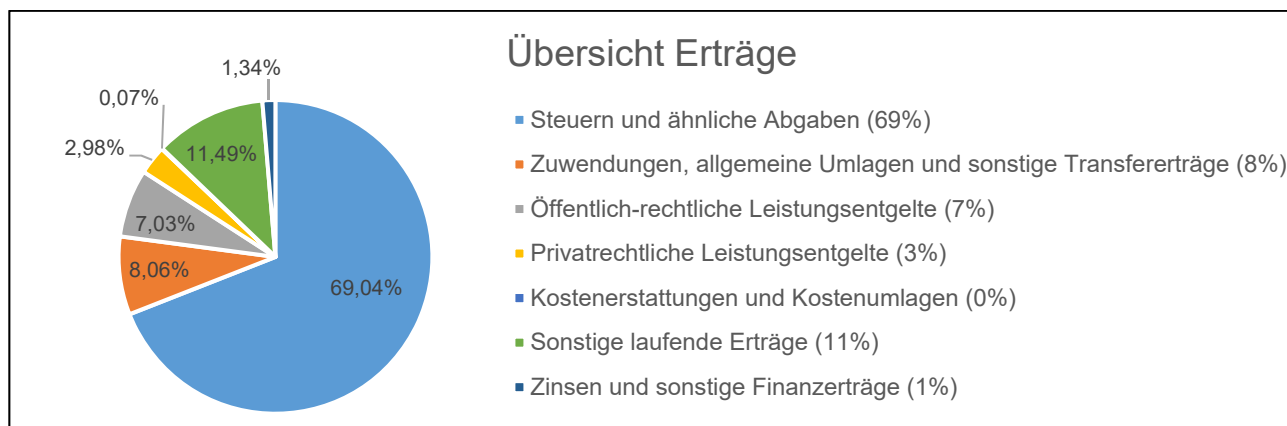 Übersicht Erträge
1,34%
0,07%
2,98%
11,49%
7,03%
8,06%
69,04%
Steuern und ähnliche Abgaben (69%)
Zuwendungen, allgemeine Umlagen und sonstige Transfererträge (8%)
Öffentlich-rechtliche Leistungsentgelte (7%)
Privatrechtliche Leistungsentgelte (3%)
Kostenerstattungen und Kostenumlagen (0%)
Sonstige laufende Erträge (11%)
Zinsen und sonstige Finanzerträge (1%)